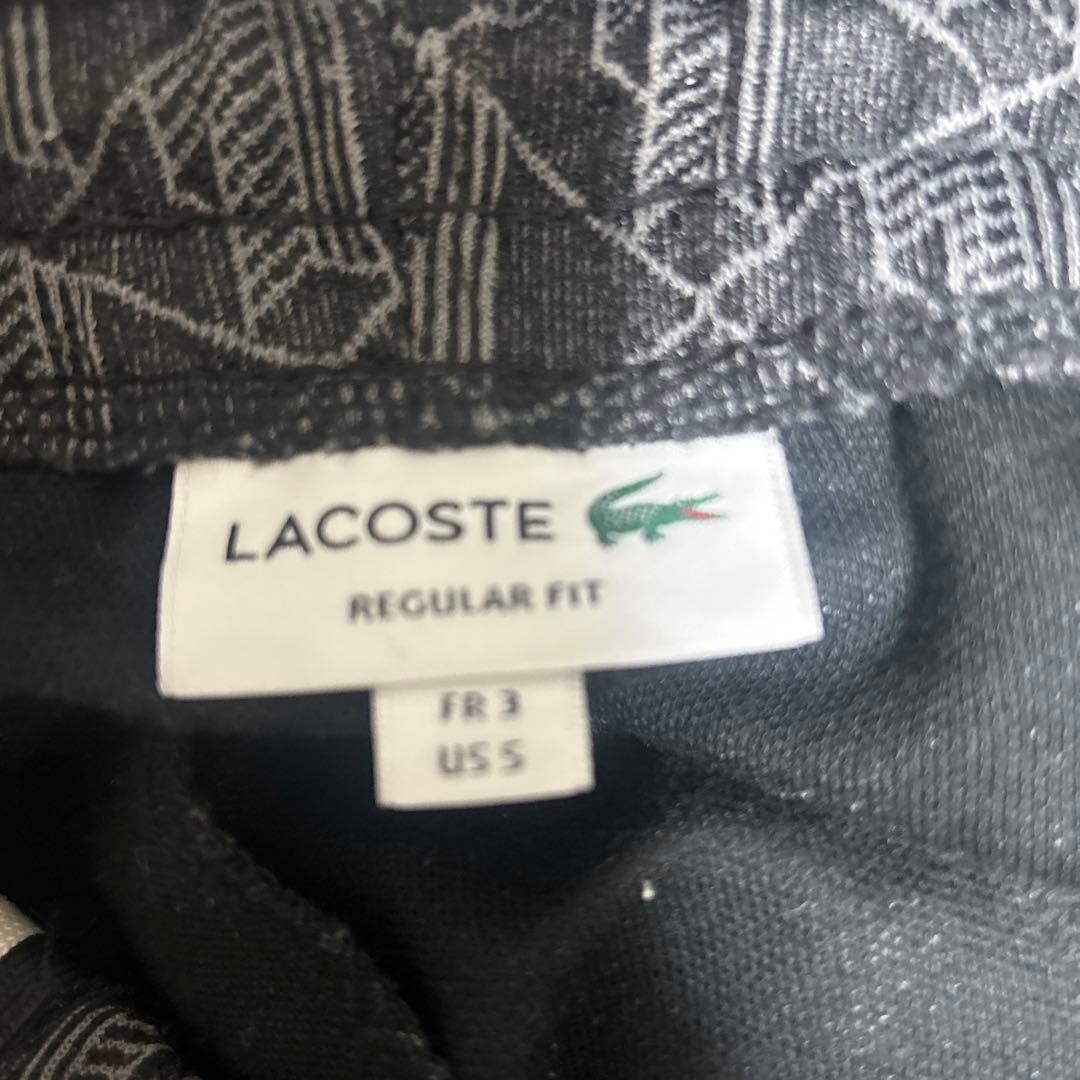 LACOSTE
REGULAR FIT
FR 3
US S